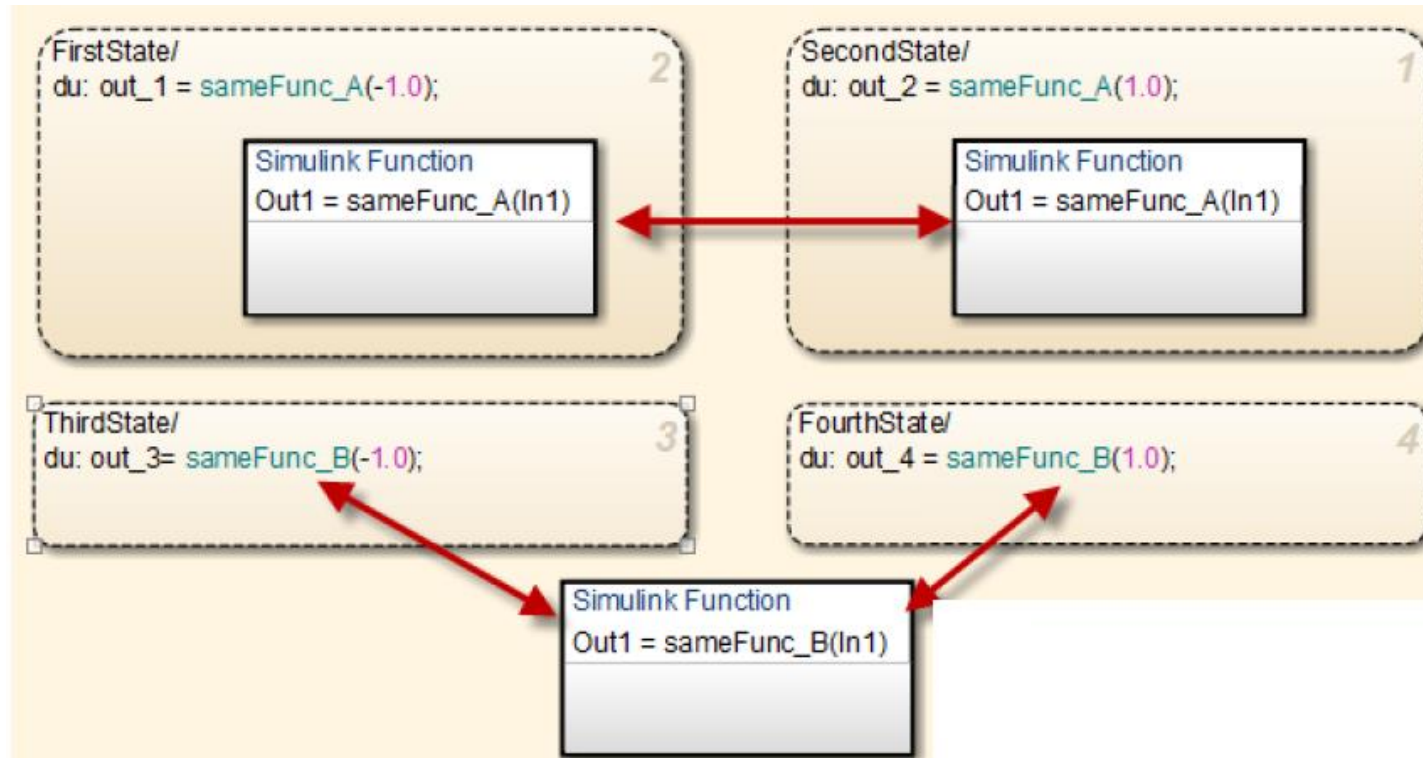 FirstState/
2
du: out_1 = sameFunc_A(-1.0);
Simulink Function
Out1 = sameFunc_A(In1)
SecondState/
1
du: out_2 = sameFunc_A(1.0);
Simulink Function
Out1 = sameFunc_A(In1)
ThirdState/
3
du: out_3= sameFunc_B(-1.0);
FourthState/
4
du: out_4 = sameFunc_B(1.0);
Simulink Function
Out1 = sameFunc_B(In1)